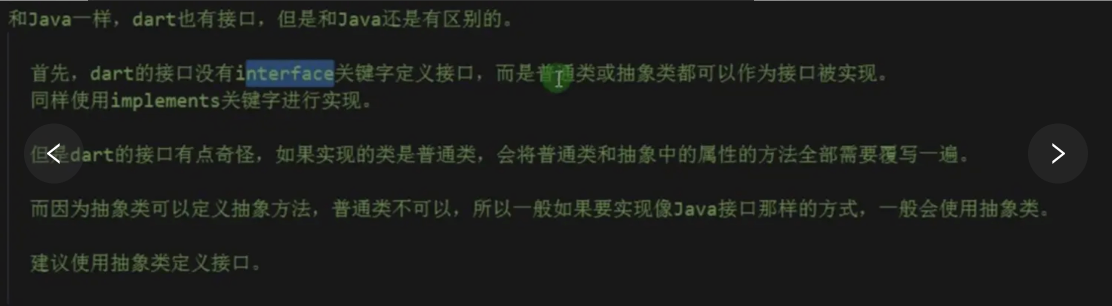 和Java一样，dart也有接口，但是和Java还是有区别的。
首先，dart的接口没有interface关键字定义接口，而是普通类或抽象类都可以作为接口被实现。
同样使用implements关键字进行实现。
但是dart的接口有点奇怪，如果实现的类是普通类，会将普通类和抽象中的属性的方法全部需要覆写一遍。
而因为抽象类可以定义抽象方法，普通类不可以，所以一般如果要实现像Java接口那样的方式，一般会使用抽象类。
建议使用抽象类定义接口。